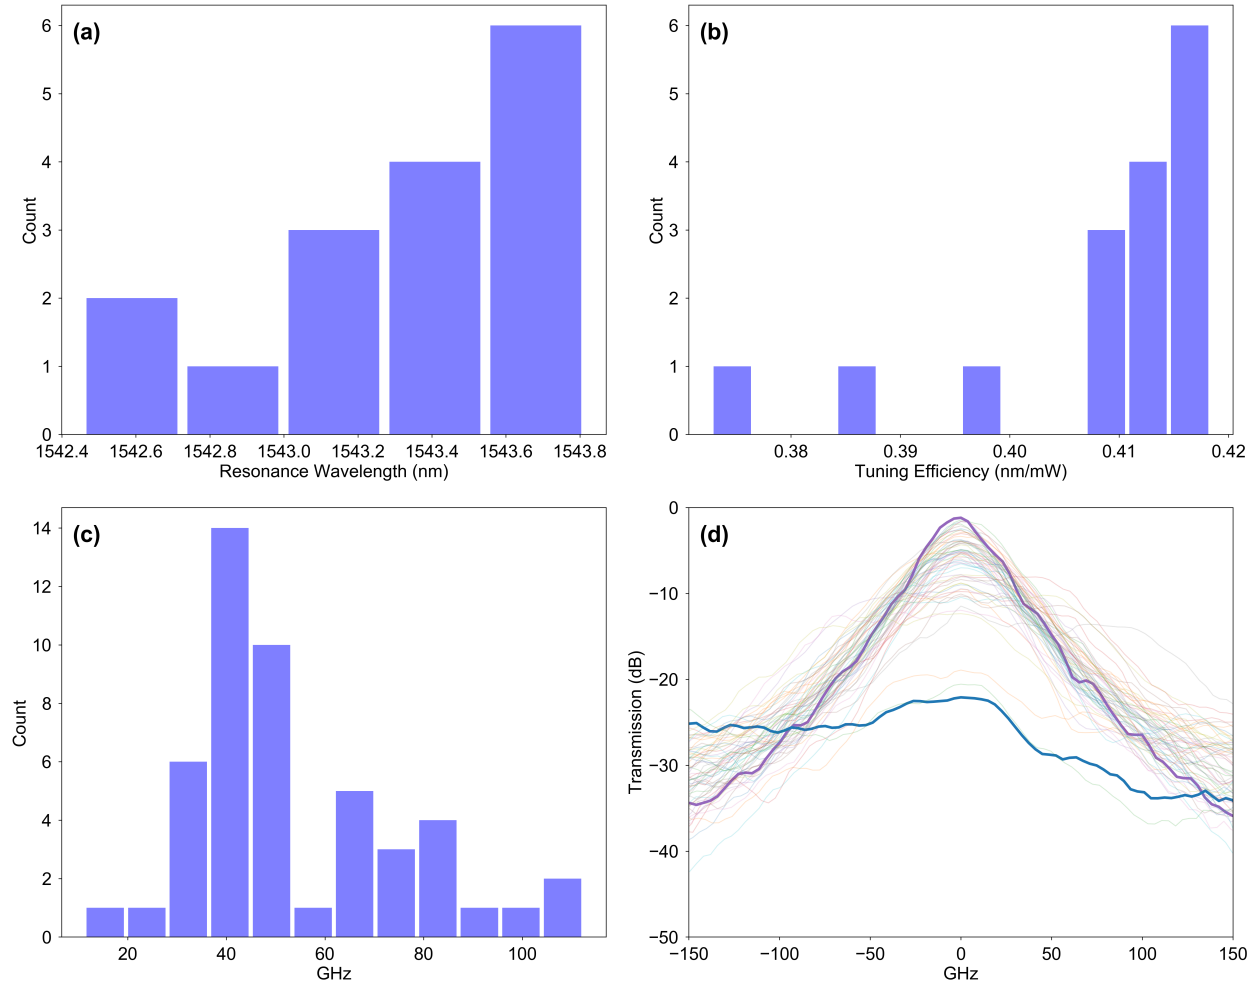 (a)
6
5
4
3
2
1
0
Count
1542.4 1542.6 1542.8 1543.0 1543.2 1543.4 1543.6 1543.8
Resonance Wavelength (nm)
(b)
6
5
4
3
2
1
0
Count
0.38 0.39 0.40 0.41 0.42
Tuning Efficiency (nm/mW)
(c)
14
12
10
8
6
4
2
0
Count
20 40 60 80 100
GHz
(d)
0
−10
−20
−30
−40
−50
Transmission (dB)
−150 −100 −50 0 50 100 150
GHz